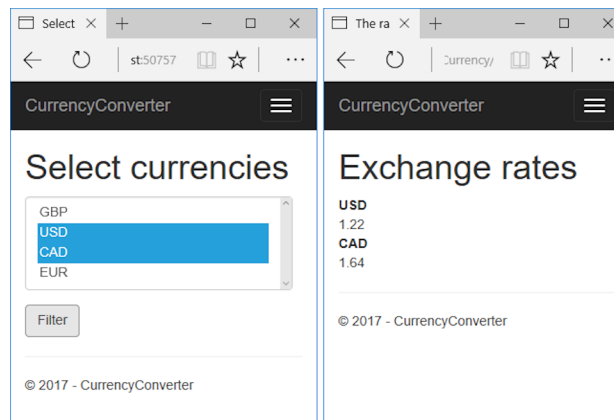 Select
st:50757
CurrencyConverter
Select currencies
GBP
USD
CAD
EUR
Filter
© 2017 - CurrencyConverter
The ra
Currency/
CurrencyConverter
Exchange rates
USD
1.22
CAD
1.64
© 2017 - CurrencyConverter